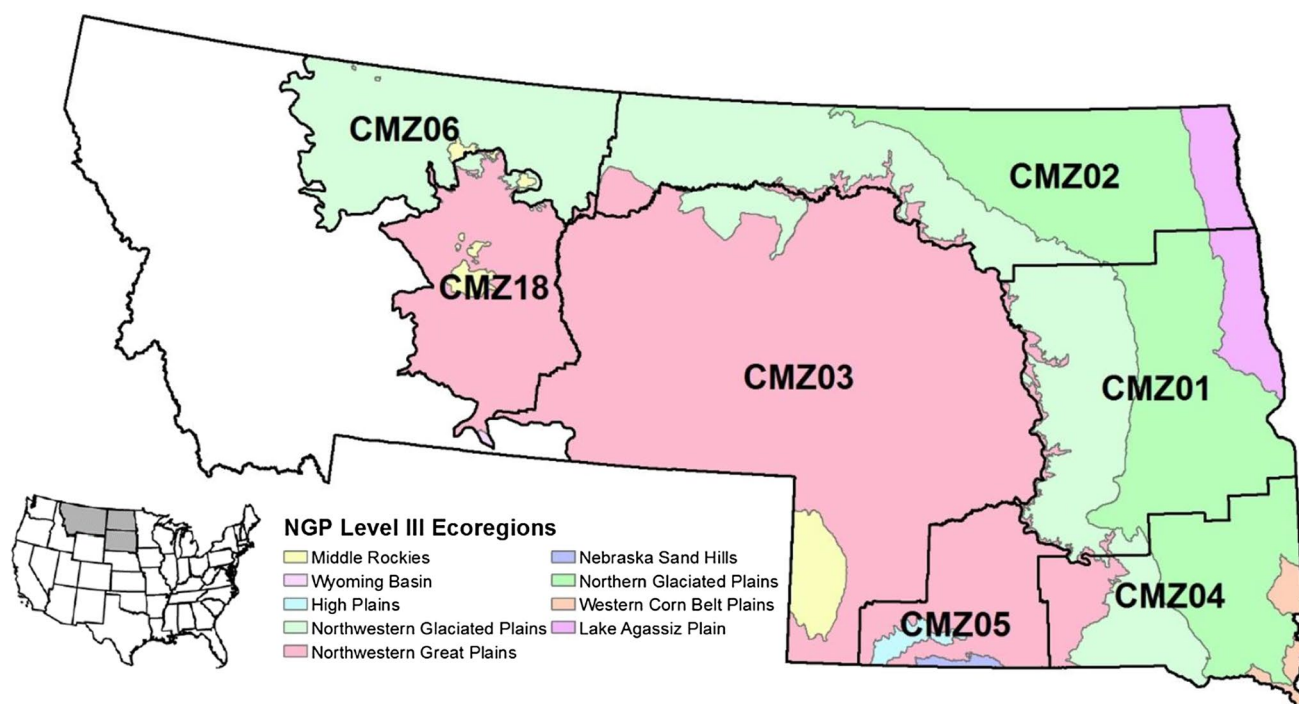 CMZ06
CMZ02
CMZ18
CMZ03
CMZ01
CMZ04
CMZ05
NGP Level III Ecoregions
Middle Rockies
Wyoming Basin
High Plains
Northwestern Glaciated Plains
Northwestern Great Plains
Nebraska Sand Hills
Northern Glaciated Plains
Western Corn Belt Plains
Lake Agassiz Plain